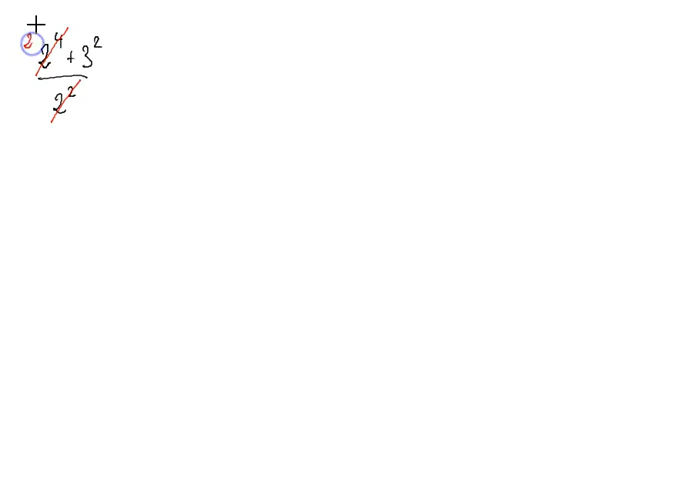 2
2⁴ + 3²
2²